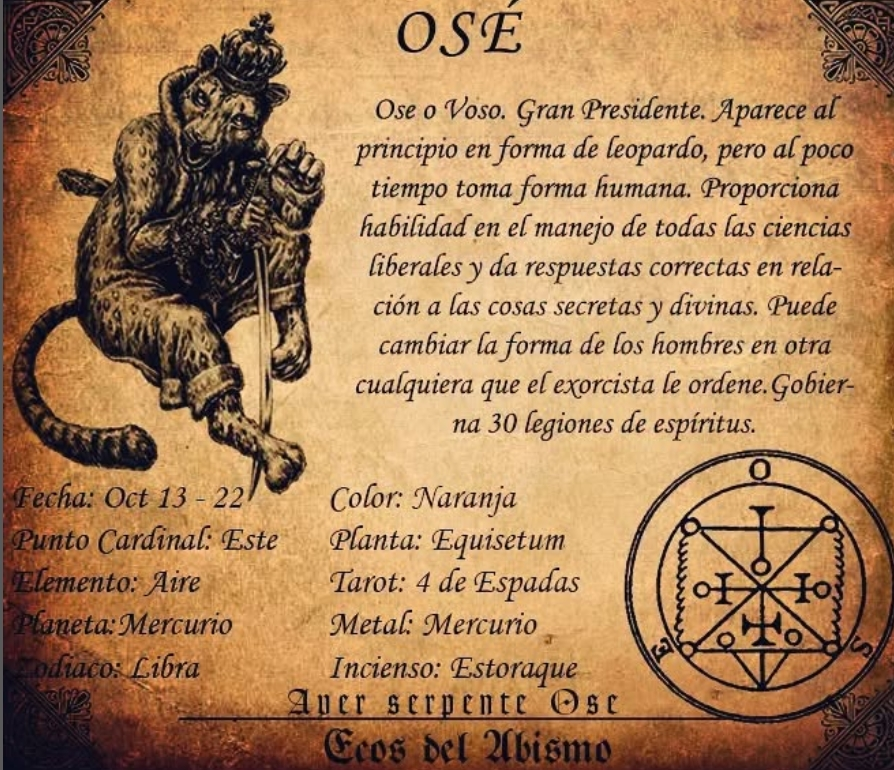 OSÉ
Ose o Voso. Gran Presidente. Aparece al
principio en forma de leopardo, pero al poco
tiempo toma forma humana. Proporciona
habilidad en el manejo de todas las ciencias
liberales y da respuestas correctas en rela-
ción a las cosas secretas y divinas. Puede
cambiar la forma de los hombres en otra
cualquiera que el exorcista le ordene.Gobier-
na 30 legiones de espíritus.
Fecha: Oct 13 - 22
Punto Cardinal: Este
Elemento: Aire
Planeta:Mercurio
Zodiaco: Libra
Color: Naranja
Planta: Equisetum
Tarot: 4 de Espadas
Metal: Mercurio
Incienso: Estoraque
O
S
E
Ayer serpente Ose
Ecos del Abismo